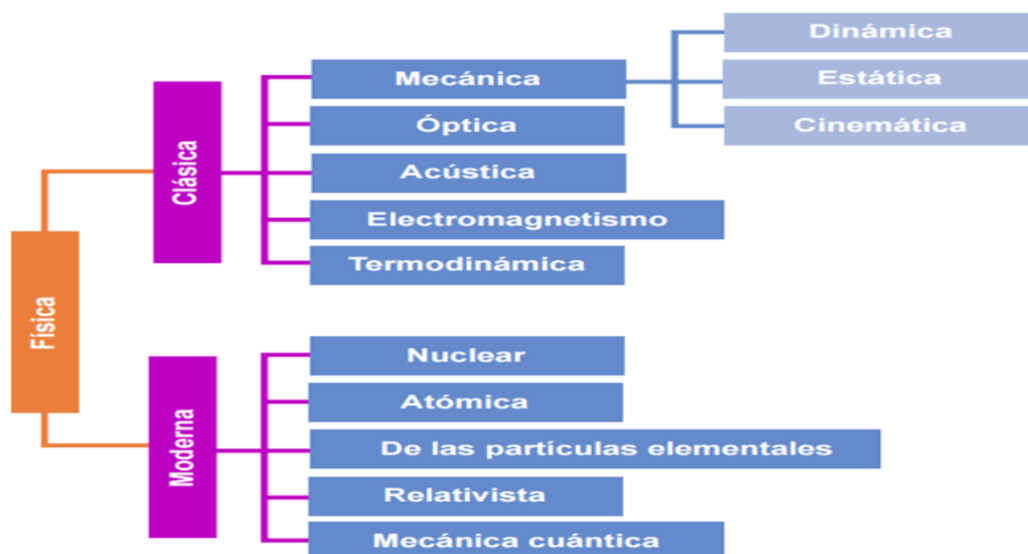 Física
Clásica
Mecánica
Dinámica
Estática
Cinemática
Óptica
Acústica
Electromagnetismo
Termodinámica
Moderna
Nuclear
Atómica
De las partículas elementales
Relativista
Mecánica cuántica